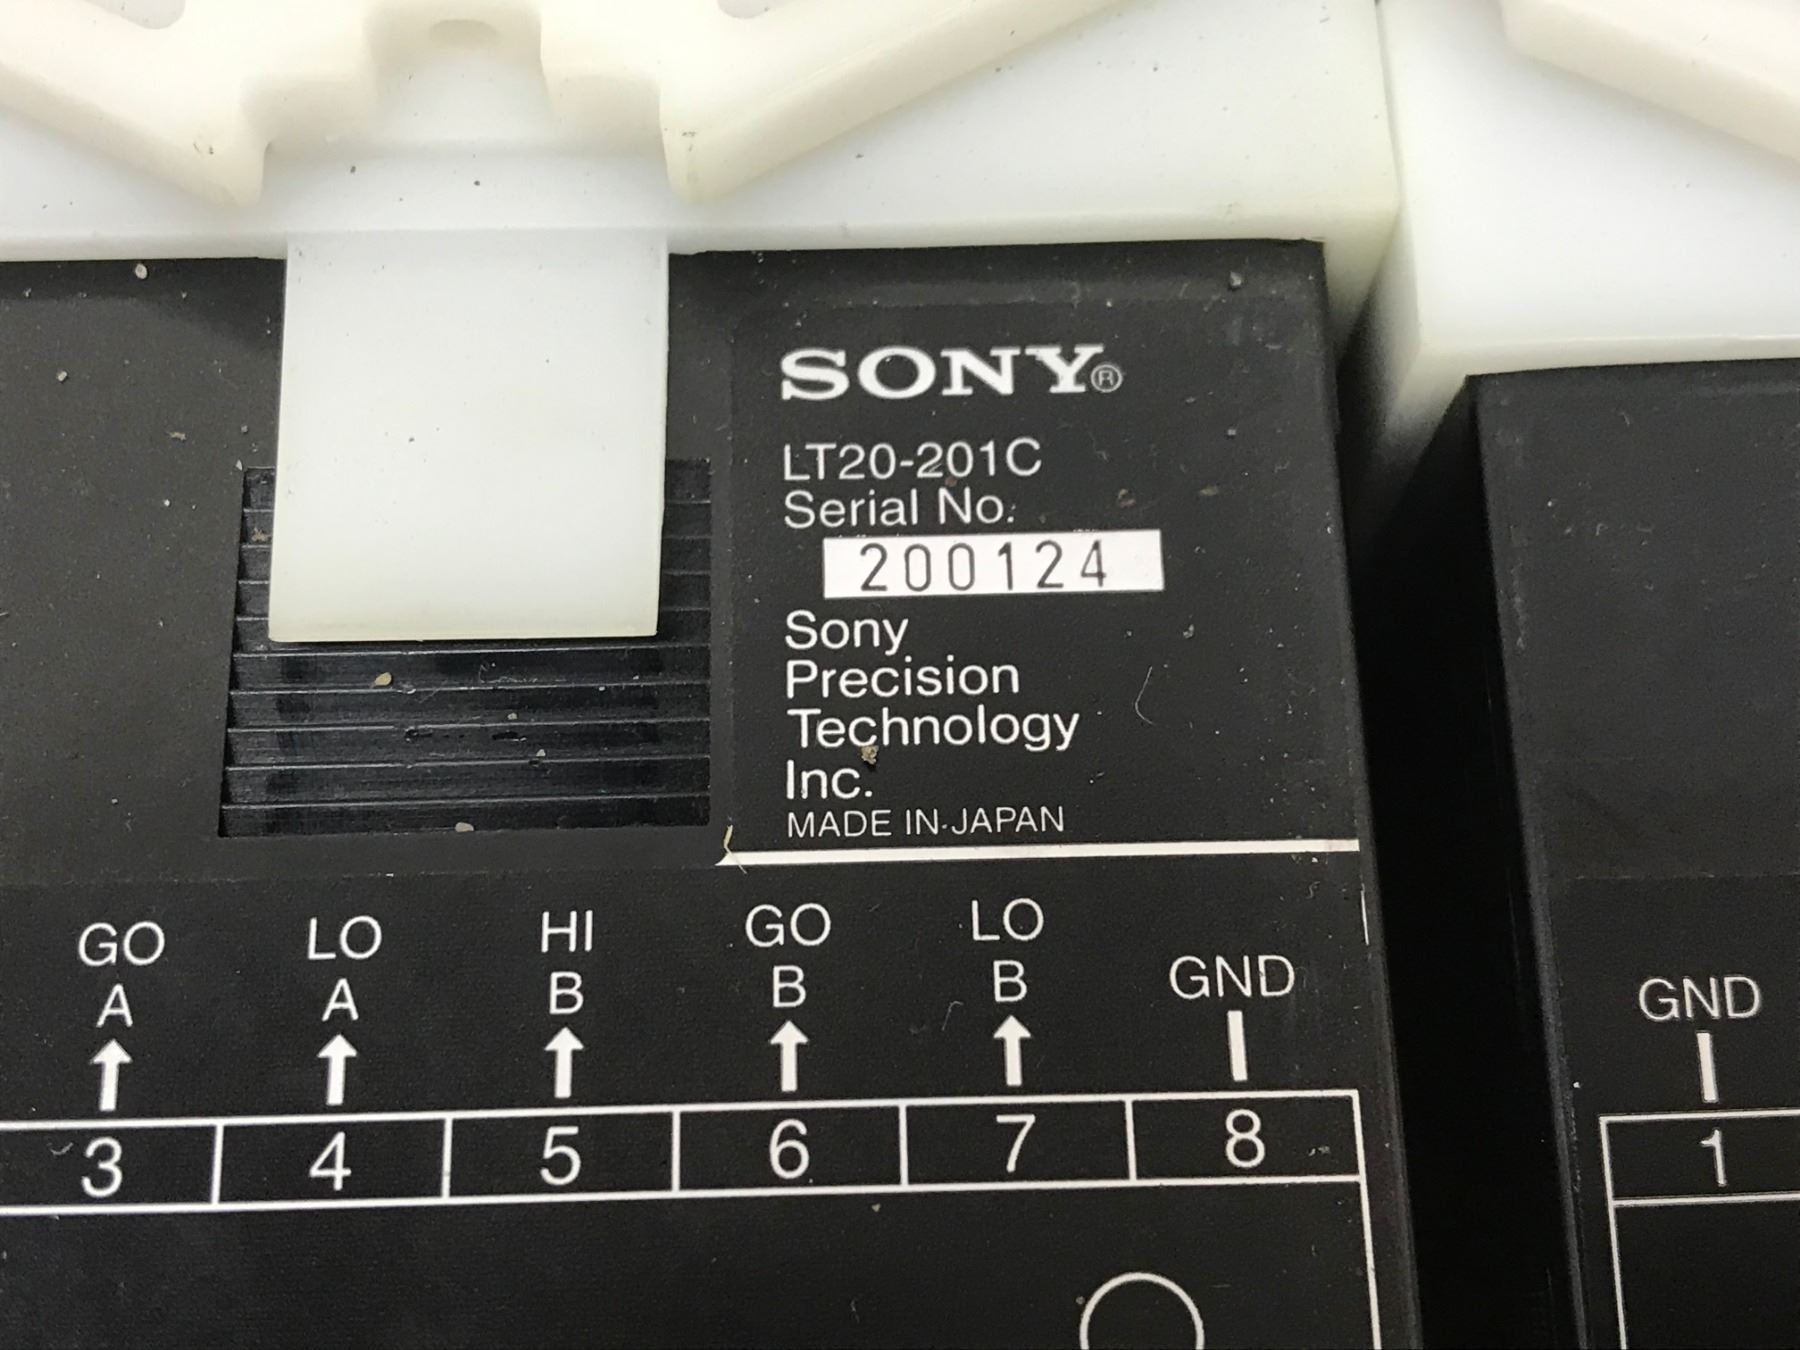 SONY®
LT20-201C
Serial No.
200124
Sony
Precision
Technology
Inc.
MADE IN JAPAN
GO LO HI GO LO
A A B B B GND
3 4 5 6 7 8
GND
1